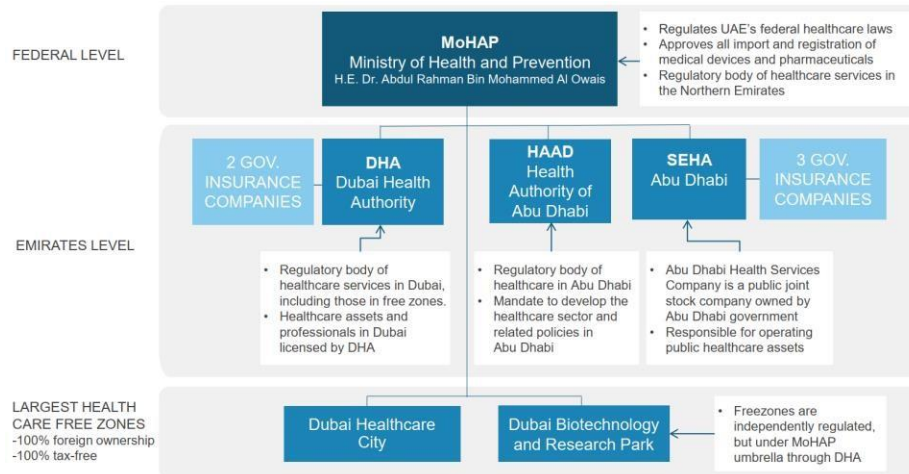 FEDERAL LEVEL
MoHAP
Ministry of Health and Prevention
H.E. Dr. Abdul Rahman Bin Mohammed Al Owais
• Regulates UAE's federal healthcare laws
• Approves all import and registration of
medical devices and pharmaceuticals
• Regulatory body of healthcare services in
the Northern Emirates
EMIRATES LEVEL
2 GOV.
INSURANCE
COMPANIES
DHA
Dubai Health
Authority
HAAD
Health
Authority of
Abu Dhabi
SEHA
Abu Dhabi
3 GOV.
INSURANCE
COMPANIES
• Regulatory body of
healthcare services in Dubai,
including those in free zones.
• Healthcare assets and
professionals in Dubai
licensed by DHA
• Regulatory body of
healthcare in Abu Dhabi
• Mandate to develop the
healthcare sector and
related policies in
Abu Dhabi
• Abu Dhabi Health Services
Company is a public joint
stock company owned by
Abu Dhabi government
• Responsible for operating
public healthcare assets
LARGEST HEALTH
CARE FREE ZONES
-100% foreign ownership
-100% tax-free
Dubai Healthcare
City
Dubai Biotechnology
and Research Park
• Freezones are
independently regulated,
but under MoHAP
umbrella through DHA